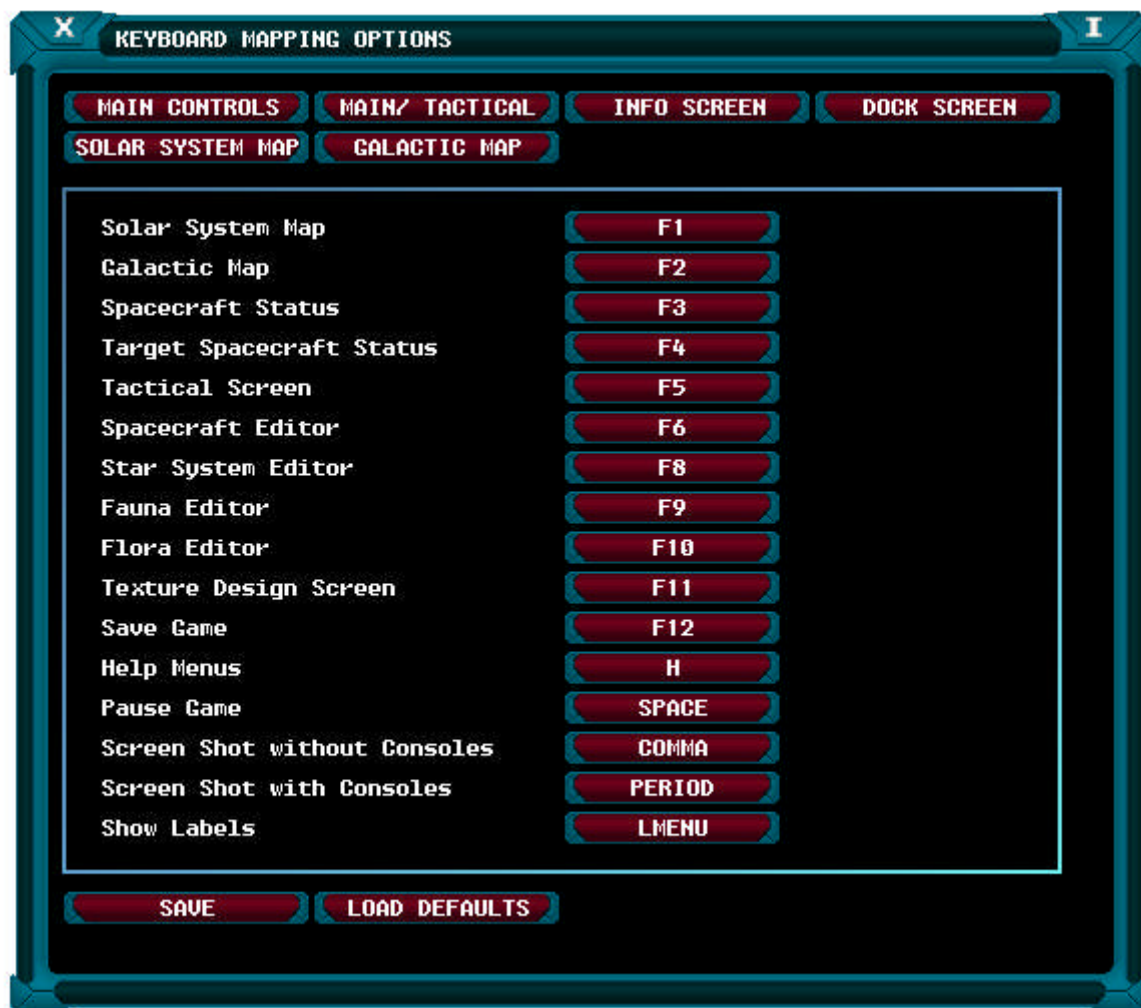 X KEYBOARD MAPPING OPTIONS I
MAIN CONTROLS MAIN/ TACTICAL INFO SCREEN DOCK SCREEN
SOLAR SYSTEM MAP GALACTIC MAP
Solar System Map F1
Galactic Map F2
Spacecraft Status F3
Target Spacecraft Status F4
Tactical Screen F5
Spacecraft Editor F6
Star System Editor F8
Fauna Editor F9
Flora Editor F10
Texture Design Screen F11
Save Game F12
Help Menus H
Pause Game SPACE
Screen Shot without Consoles COMMA
Screen Shot with Consoles PERIOD
Show Labels LMENU
SAVE LOAD DEFAULTS